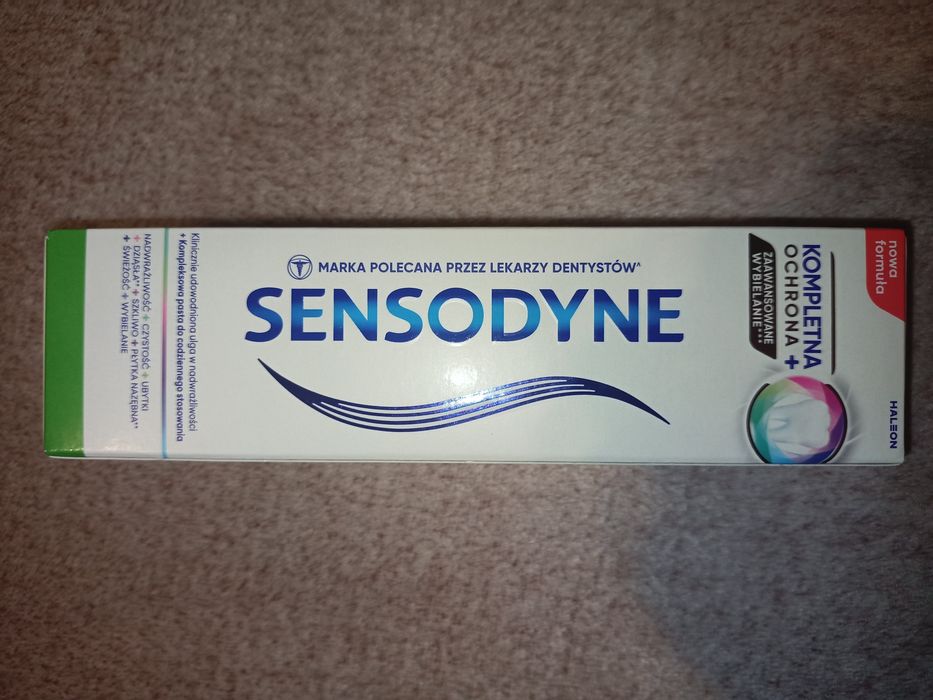 MARKA POLECANA PRZEZ LEKARZY DENTYSTÓW^
SENSODYNE
nowa
formuła
KOMPLETNA
OCHRONA +
ZAAWANSOWANE
WYBIELANIE***
HALEON
Klinicznie udowodniona ulga w nadwrażliwości
+ Kompleksowa pasta do codziennego stosowania
NADWRAŻLIWOŚĆ + CZYSTOŚĆ + UBYTKI
+ DZIĄSŁA** + SZKLIWO + PŁYTKA NAZĘBNA**
+ ŚWIEŻOŚĆ + WYBIELANIE